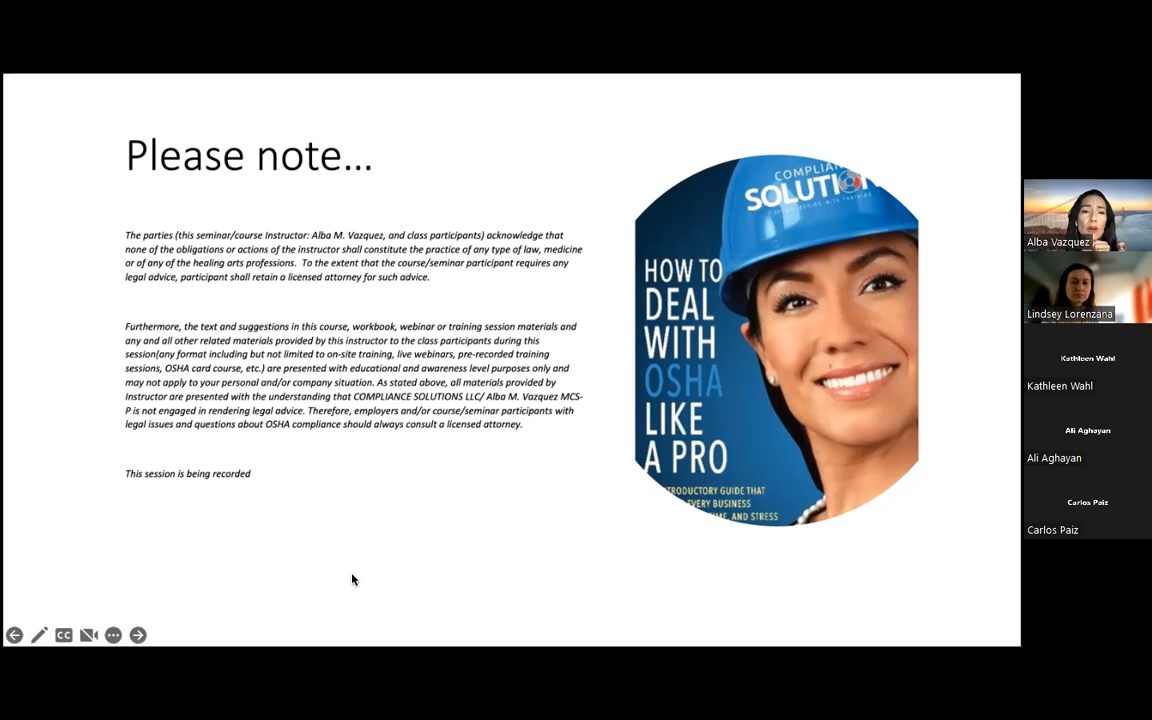 Please note...
The parties (this seminar/course Instructor: Alba M. Vazquez, and class participants) acknowledge that
none of the obligations or actions of the instructor shall constitute the practice of any type of law, medicine
or of any of the healing arts professions. To the extent that the course/seminar participant requires any
legal advice, participant shall retain a licensed attorney for such advice.
Furthermore, the text and suggestions in this course, workbook, webinar or training session materials and
any and all other related materials provided by this instructor to the class participants during this
session(any format including but not limited to on-site training, live webinars, pre-recorded training
sessions, OSHA card course, etc.) are presented with educational and awareness level purposes only and
may not apply to your personal and/or company situation. As stated above, all materials provided by
Instructor are presented with the understanding that COMPLIANCE SOLUTIONS LLC/ Alba M. Vazquez MCS-
P is not engaged in rendering legal advice. Therefore, employers and/or course/seminar participants with
legal issues and questions about OSHA compliance should always consult a licensed attorney.
This session is being recorded
HOW TO
DEAL
WITH
OSHA
LIKE
A PRO
GUIDE THAT
EVERY BUSINESS
AND STRESS
CC
Alba Vazquez
Lindsey Lorenzana
Kathleen Wahl
Kathleen Wahl
Ali Aghayan
Ali Aghayan
Carlos Paiz
Carlos Paiz